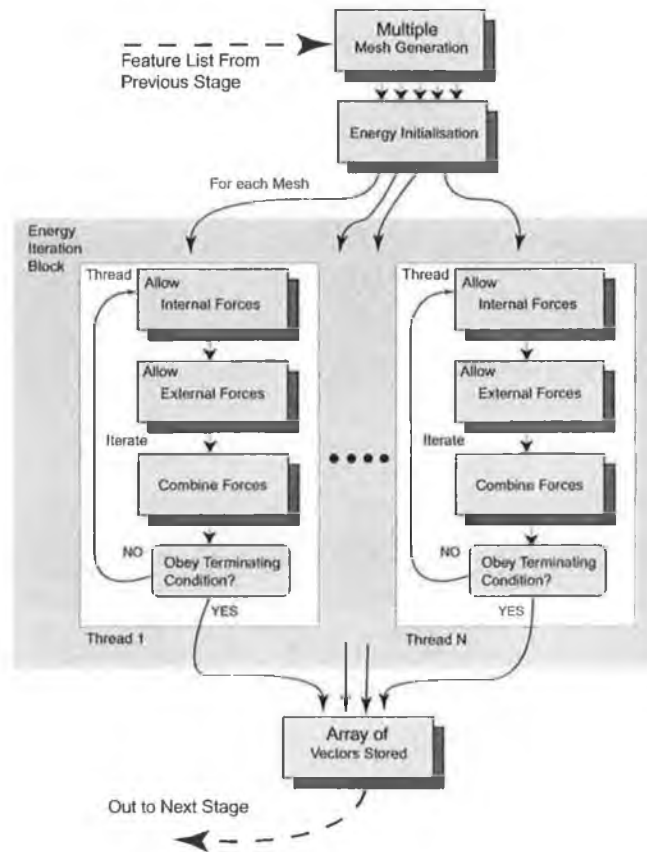 Multiple
Mesh Generation
Feature List From
Previous Stage
Energy Initialisation
For each Mesh
Energy
Iteration
Block
Thread
Allow
Internal Forces
Allow
External Forces
Iterate
Combine Forces
NO
Obey Terminating
Condition?
YES
Thread 1
Thread
Allow
Internal Forces
Allow
External Forces
Iterate
Combine Forces
NO
Obey Terminating
Condition?
YES
Thread N
Array of
Vectors Stored
Out to Next Stage